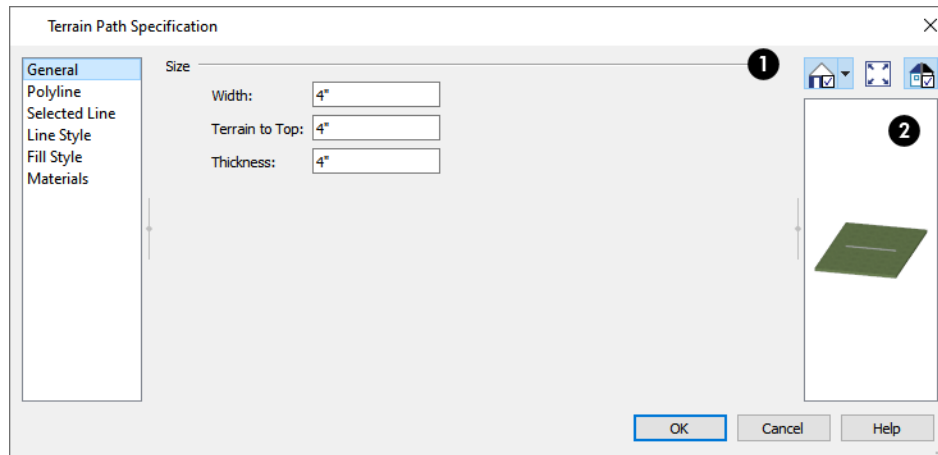 Terrain Path Specification
General
Polyline
Selected Line
Line Style
Fill Style
Materials
Size
Width: 4"
Terrain to Top: 4"
Thickness: 4"
1
2
OK Cancel Help